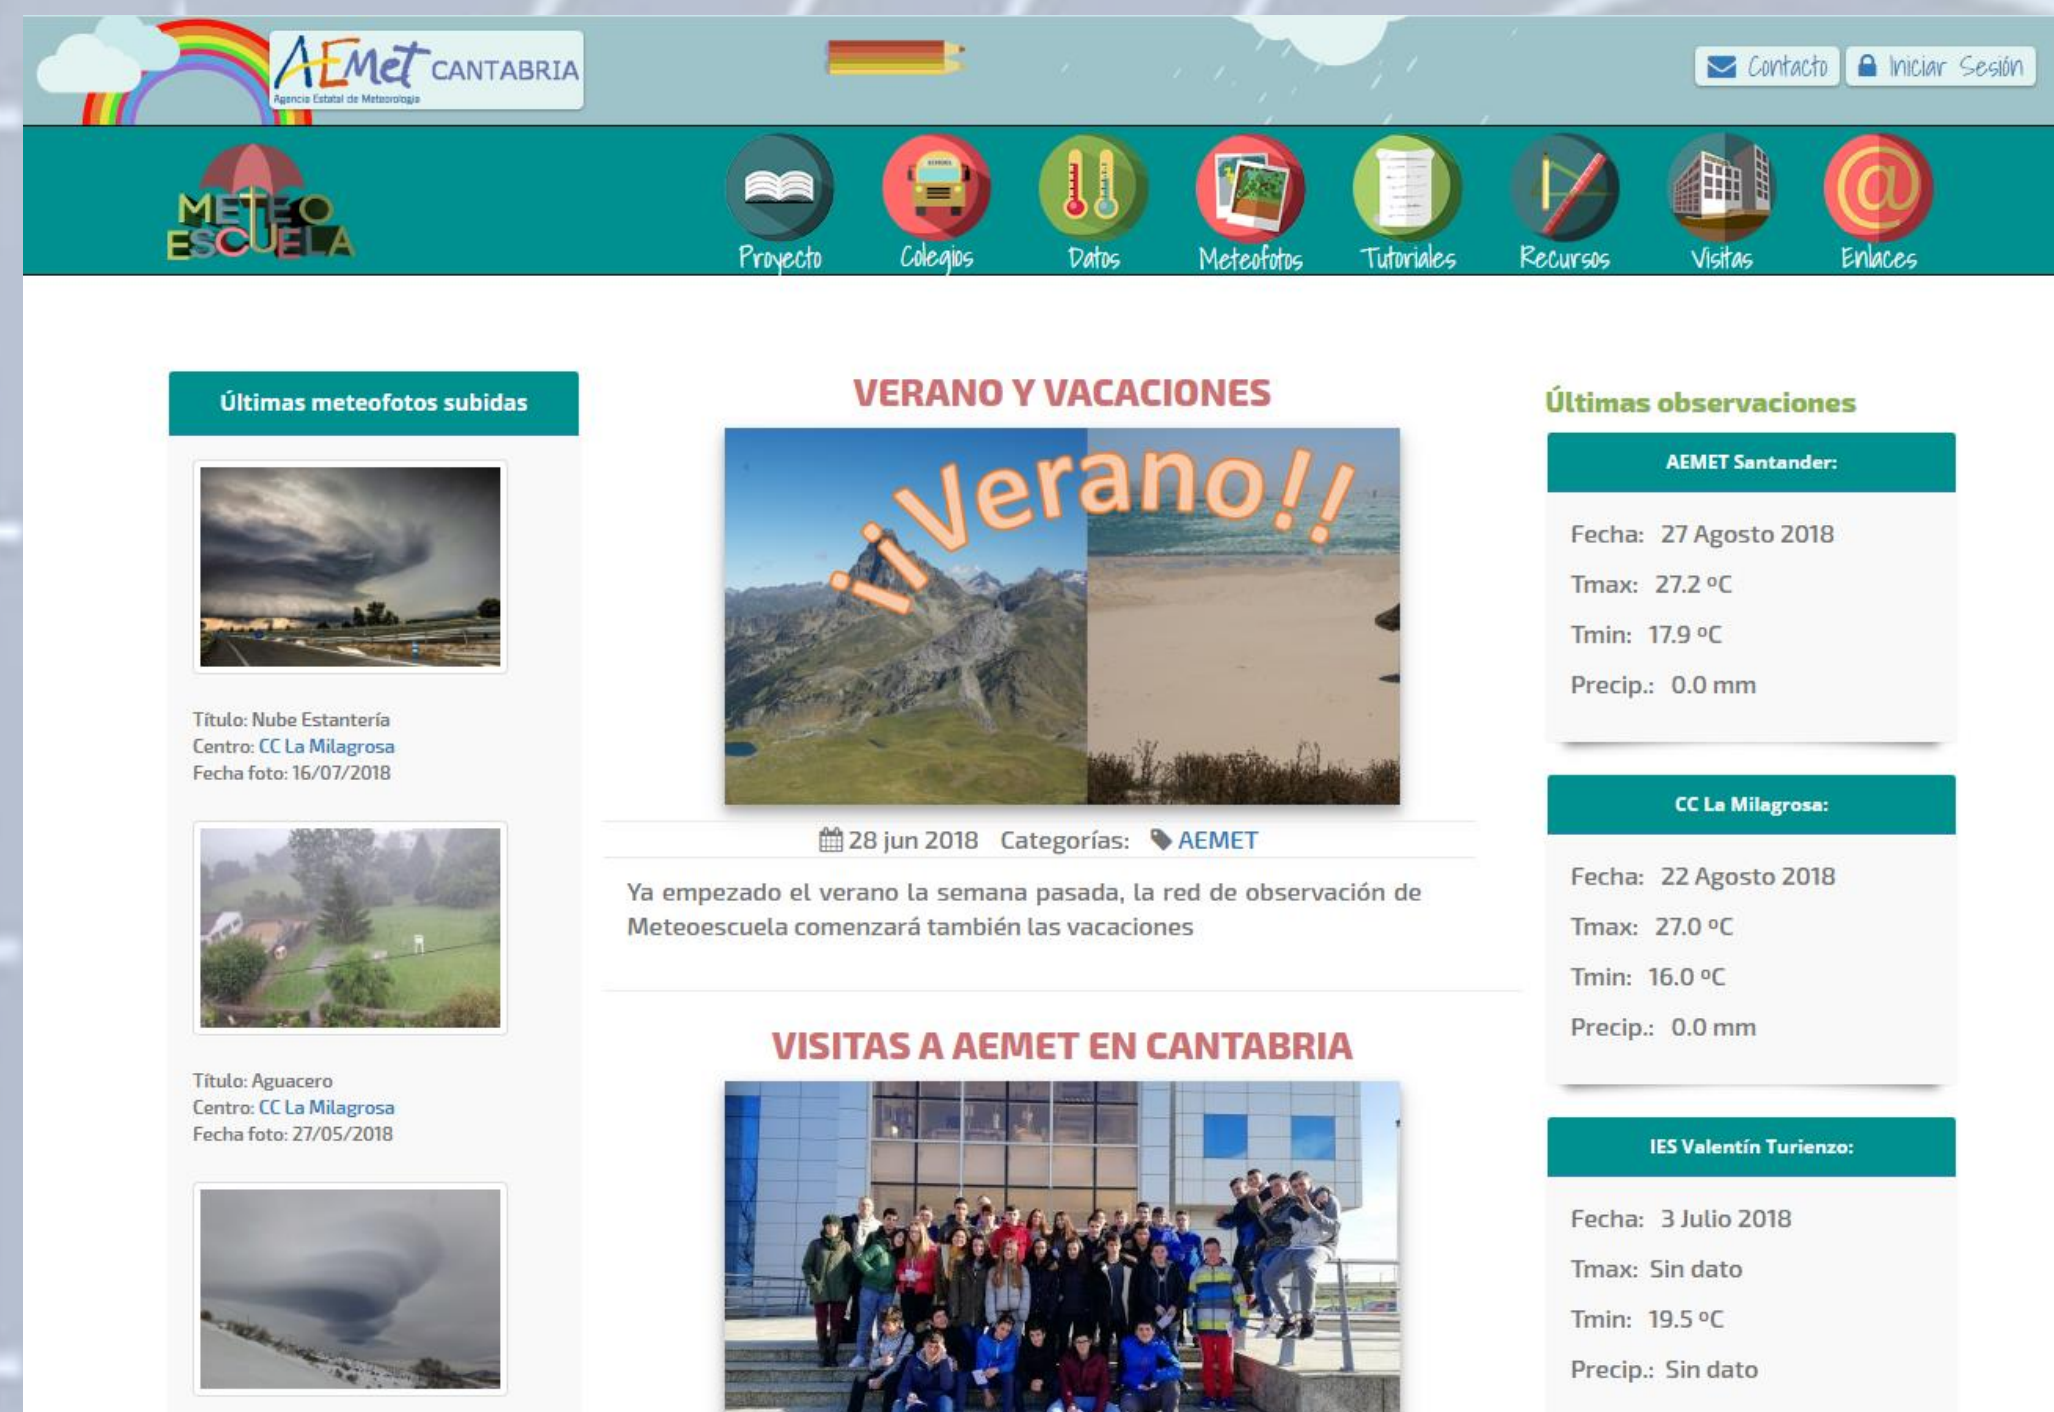 AEMet CANTABRIA
Agencia Estatal de Meteorología
Contacto
Iniciar Sesión
METEO
ESCUELA
SCHOOL
Proyecto
Colegios
Datos
Meteofotos
Tutoriales
Recursos
Visitas
Enlaces
Últimas meteofotos subidas
Título: Nube Estantería
Centro: CC La Milagrosa
Fecha foto: 16/07/2018
Título: Aguacero
Centro: CC La Milagrosa
Fecha foto: 27/05/2018
VERANO Y VACACIONES
¡¡Verano!!
28 jun 2018 Categorías: AEMET
Ya empezado el verano la semana pasada, la red de observación de
Meteoescuela comenzará también las vacaciones
VISITAS A AEMET EN CANTABRIA
Últimas observaciones
AEMET Santander:
Fecha: 27 Agosto 2018
Tmax: 27.2 ºC
Tmin: 17.9 ºC
Precip.: 0.0 mm
CC La Milagrosa:
Fecha: 22 Agosto 2018
Tmax: 27.0 ºC
Tmin: 16.0 ºC
Precip.: 0.0 mm
IES Valentín Turienzo:
Fecha: 3 Julio 2018
Tmax: Sin dato
Tmin: 19.5 ºC
Precip.: Sin dato